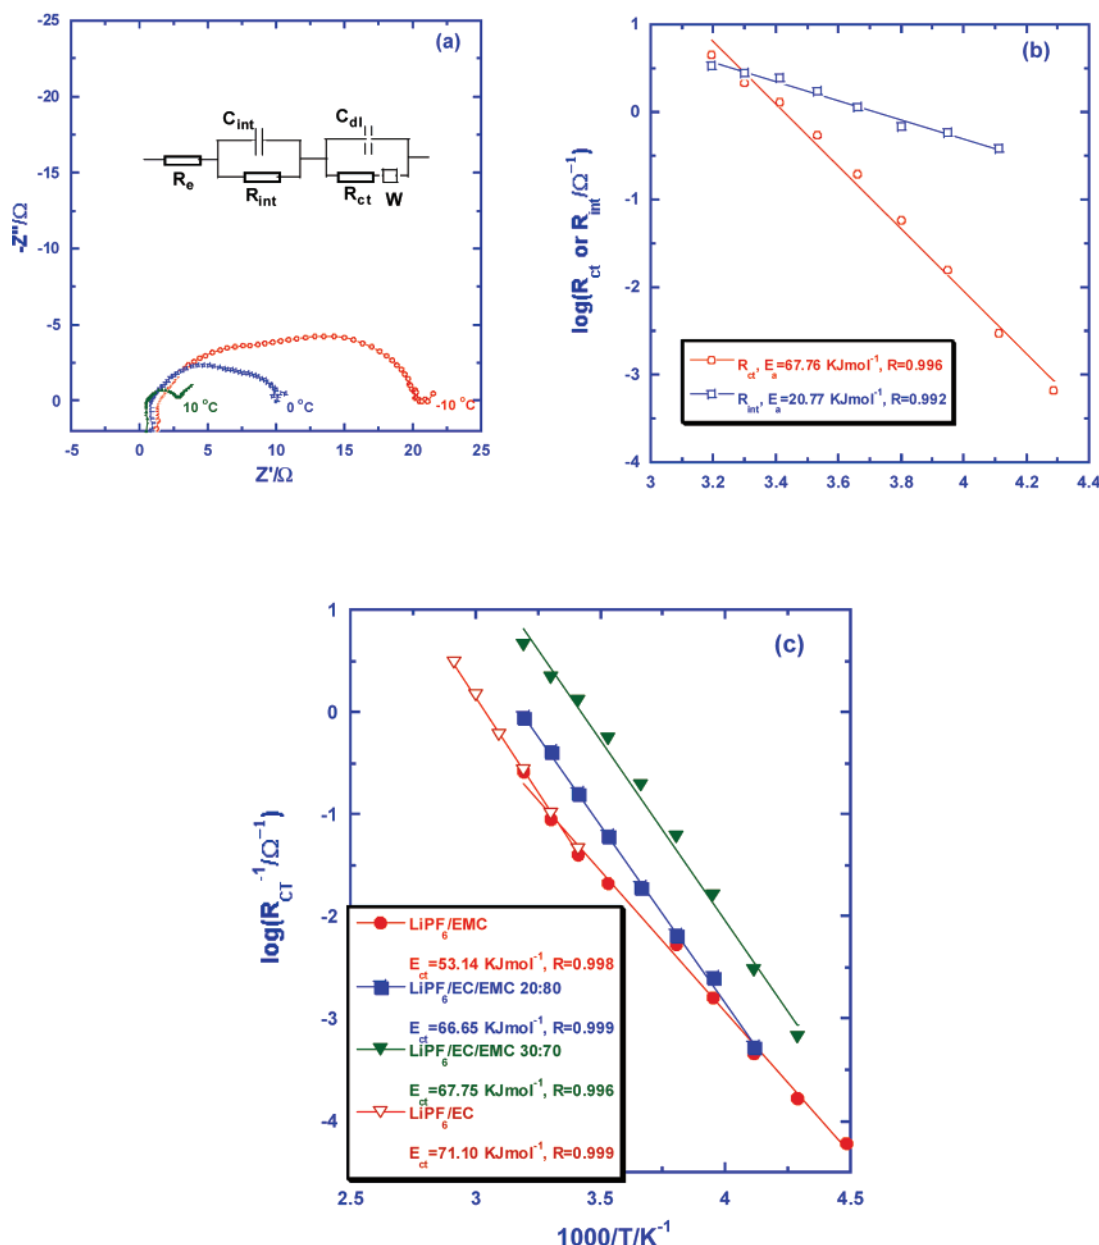 (a)
-25
-20
-15
-10
-5
0
-Z''/Ω
C_int
C_dl
R_e
R_int
R_ct
W
10 °C
0 °C
-10 °C
-5 0 5 10 15 20 25
Z'/Ω
(b)
1
0
-1
-2
-3
-4
log(R_ct or R_int/Ω⁻¹)
R_ct, E_a=67.76 KJmol⁻¹, R=0.996
R_int, E_a=20.77 KJmol⁻¹, R=0.992
3 3.2 3.4 3.6 3.8 4 4.2 4.4
(c)
1
0
-1
-2
-3
-4
log(R_CT⁻¹/Ω⁻¹)
LiPF₆/EMC
E_ct=53.14 KJmol⁻¹, R=0.998
LiPF₆/EC/EMC 20:80
E_ct=66.65 KJmol⁻¹, R=0.999
LiPF₆/EC/EMC 30:70
E_ct=67.75 KJmol⁻¹, R=0.996
LiPF₆/EC
E_ct=71.10 KJmol⁻¹, R=0.999
2.5 3 3.5 4 4.5
1000/T/K⁻¹